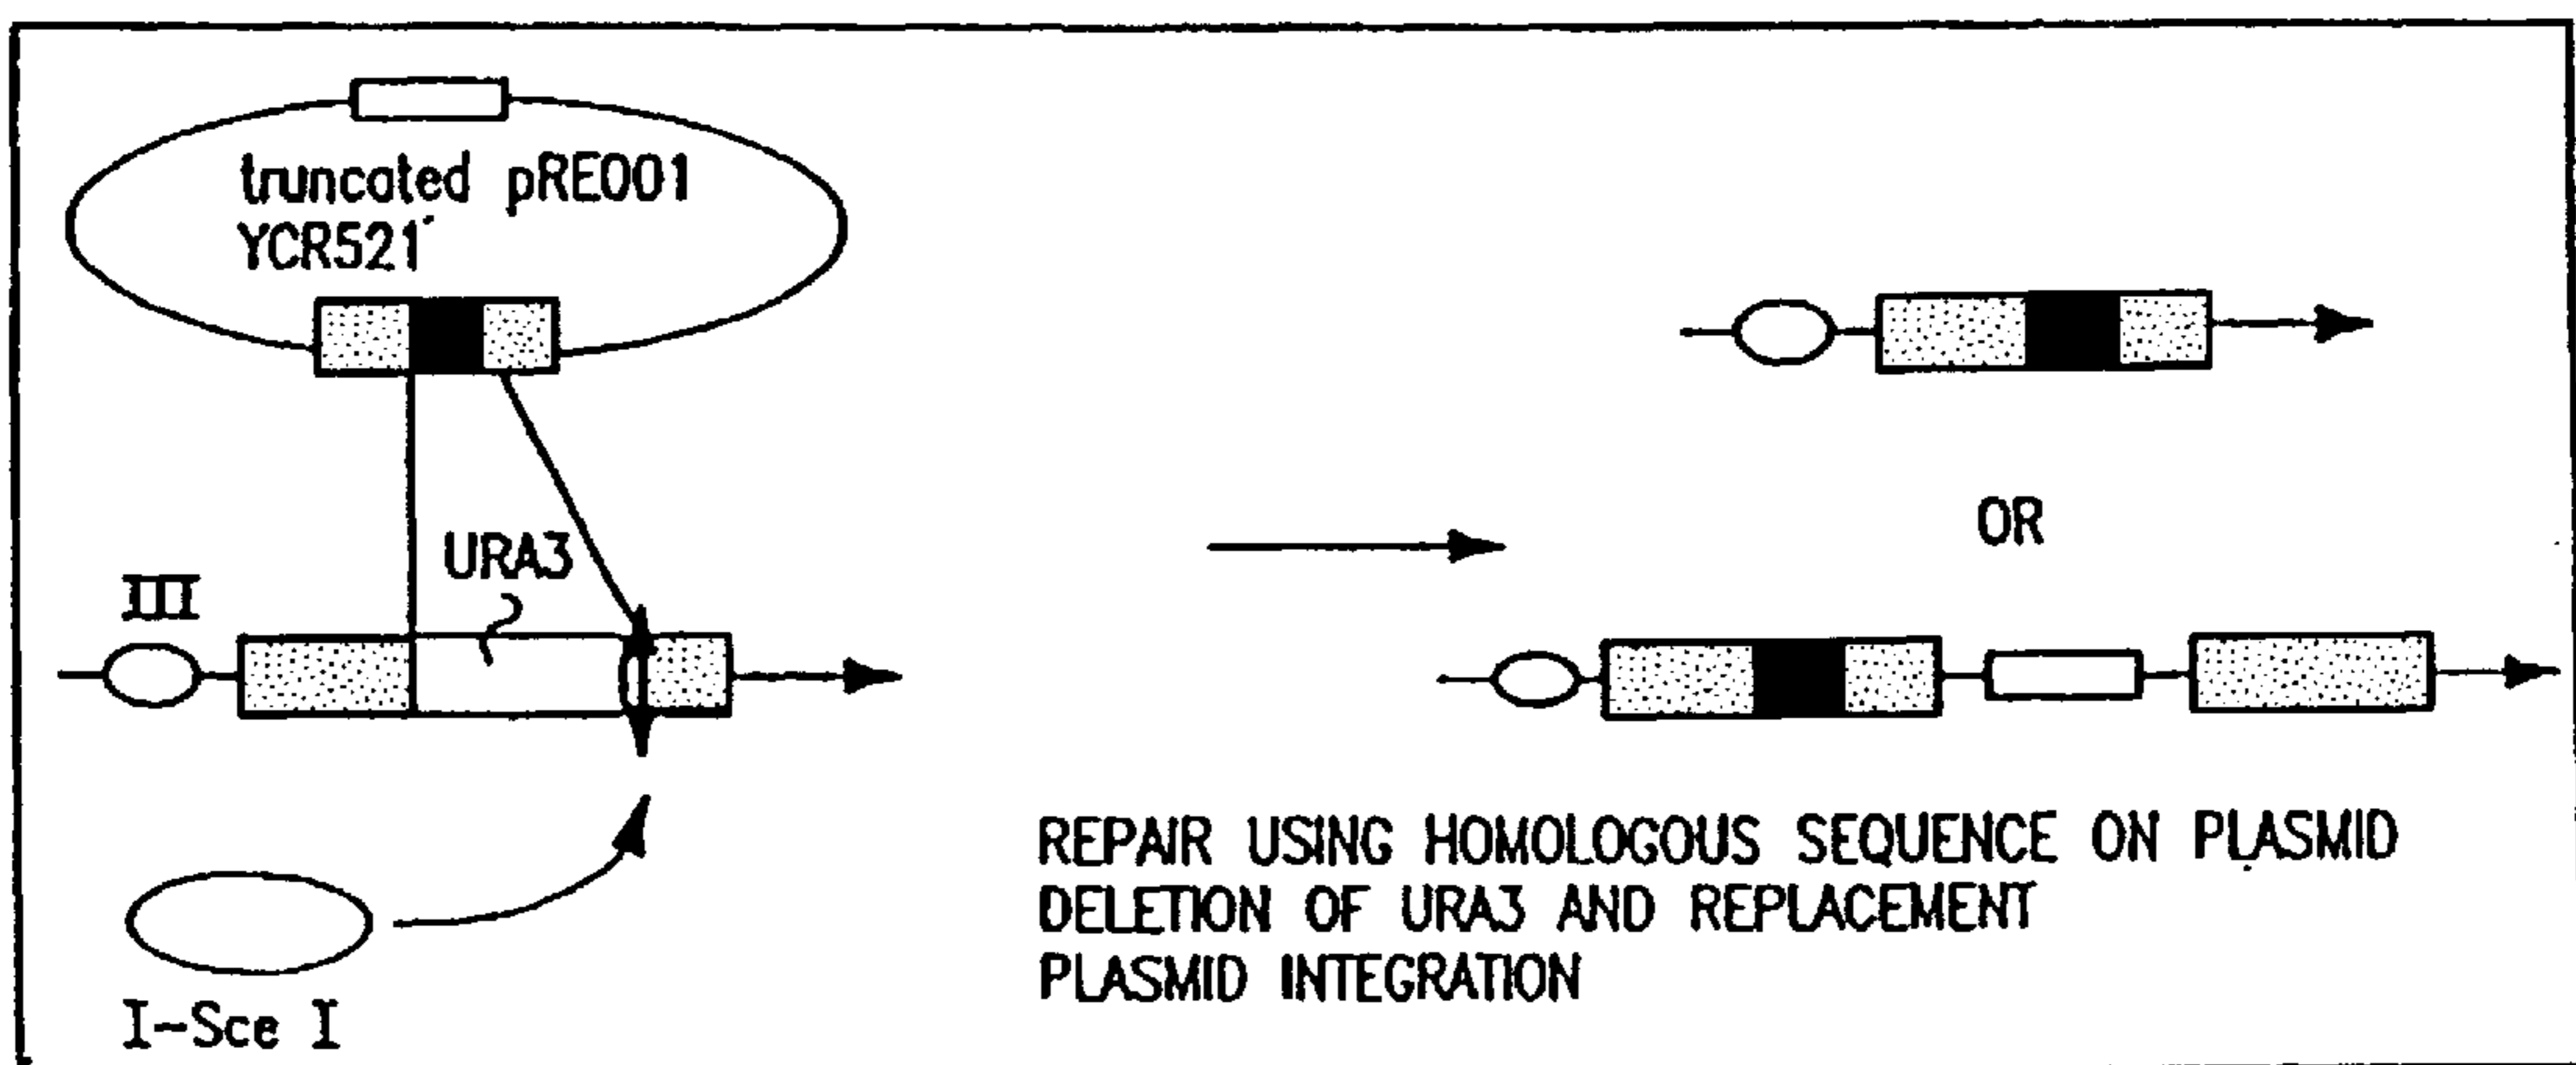 truncated pRE001
YCR521
URA3
III
I-Sce I
OR
REPAIR USING HOMOLOGOUS SEQUENCE ON PLASMID
DELETION OF URA3 AND REPLACEMENT
PLASMID INTEGRATION